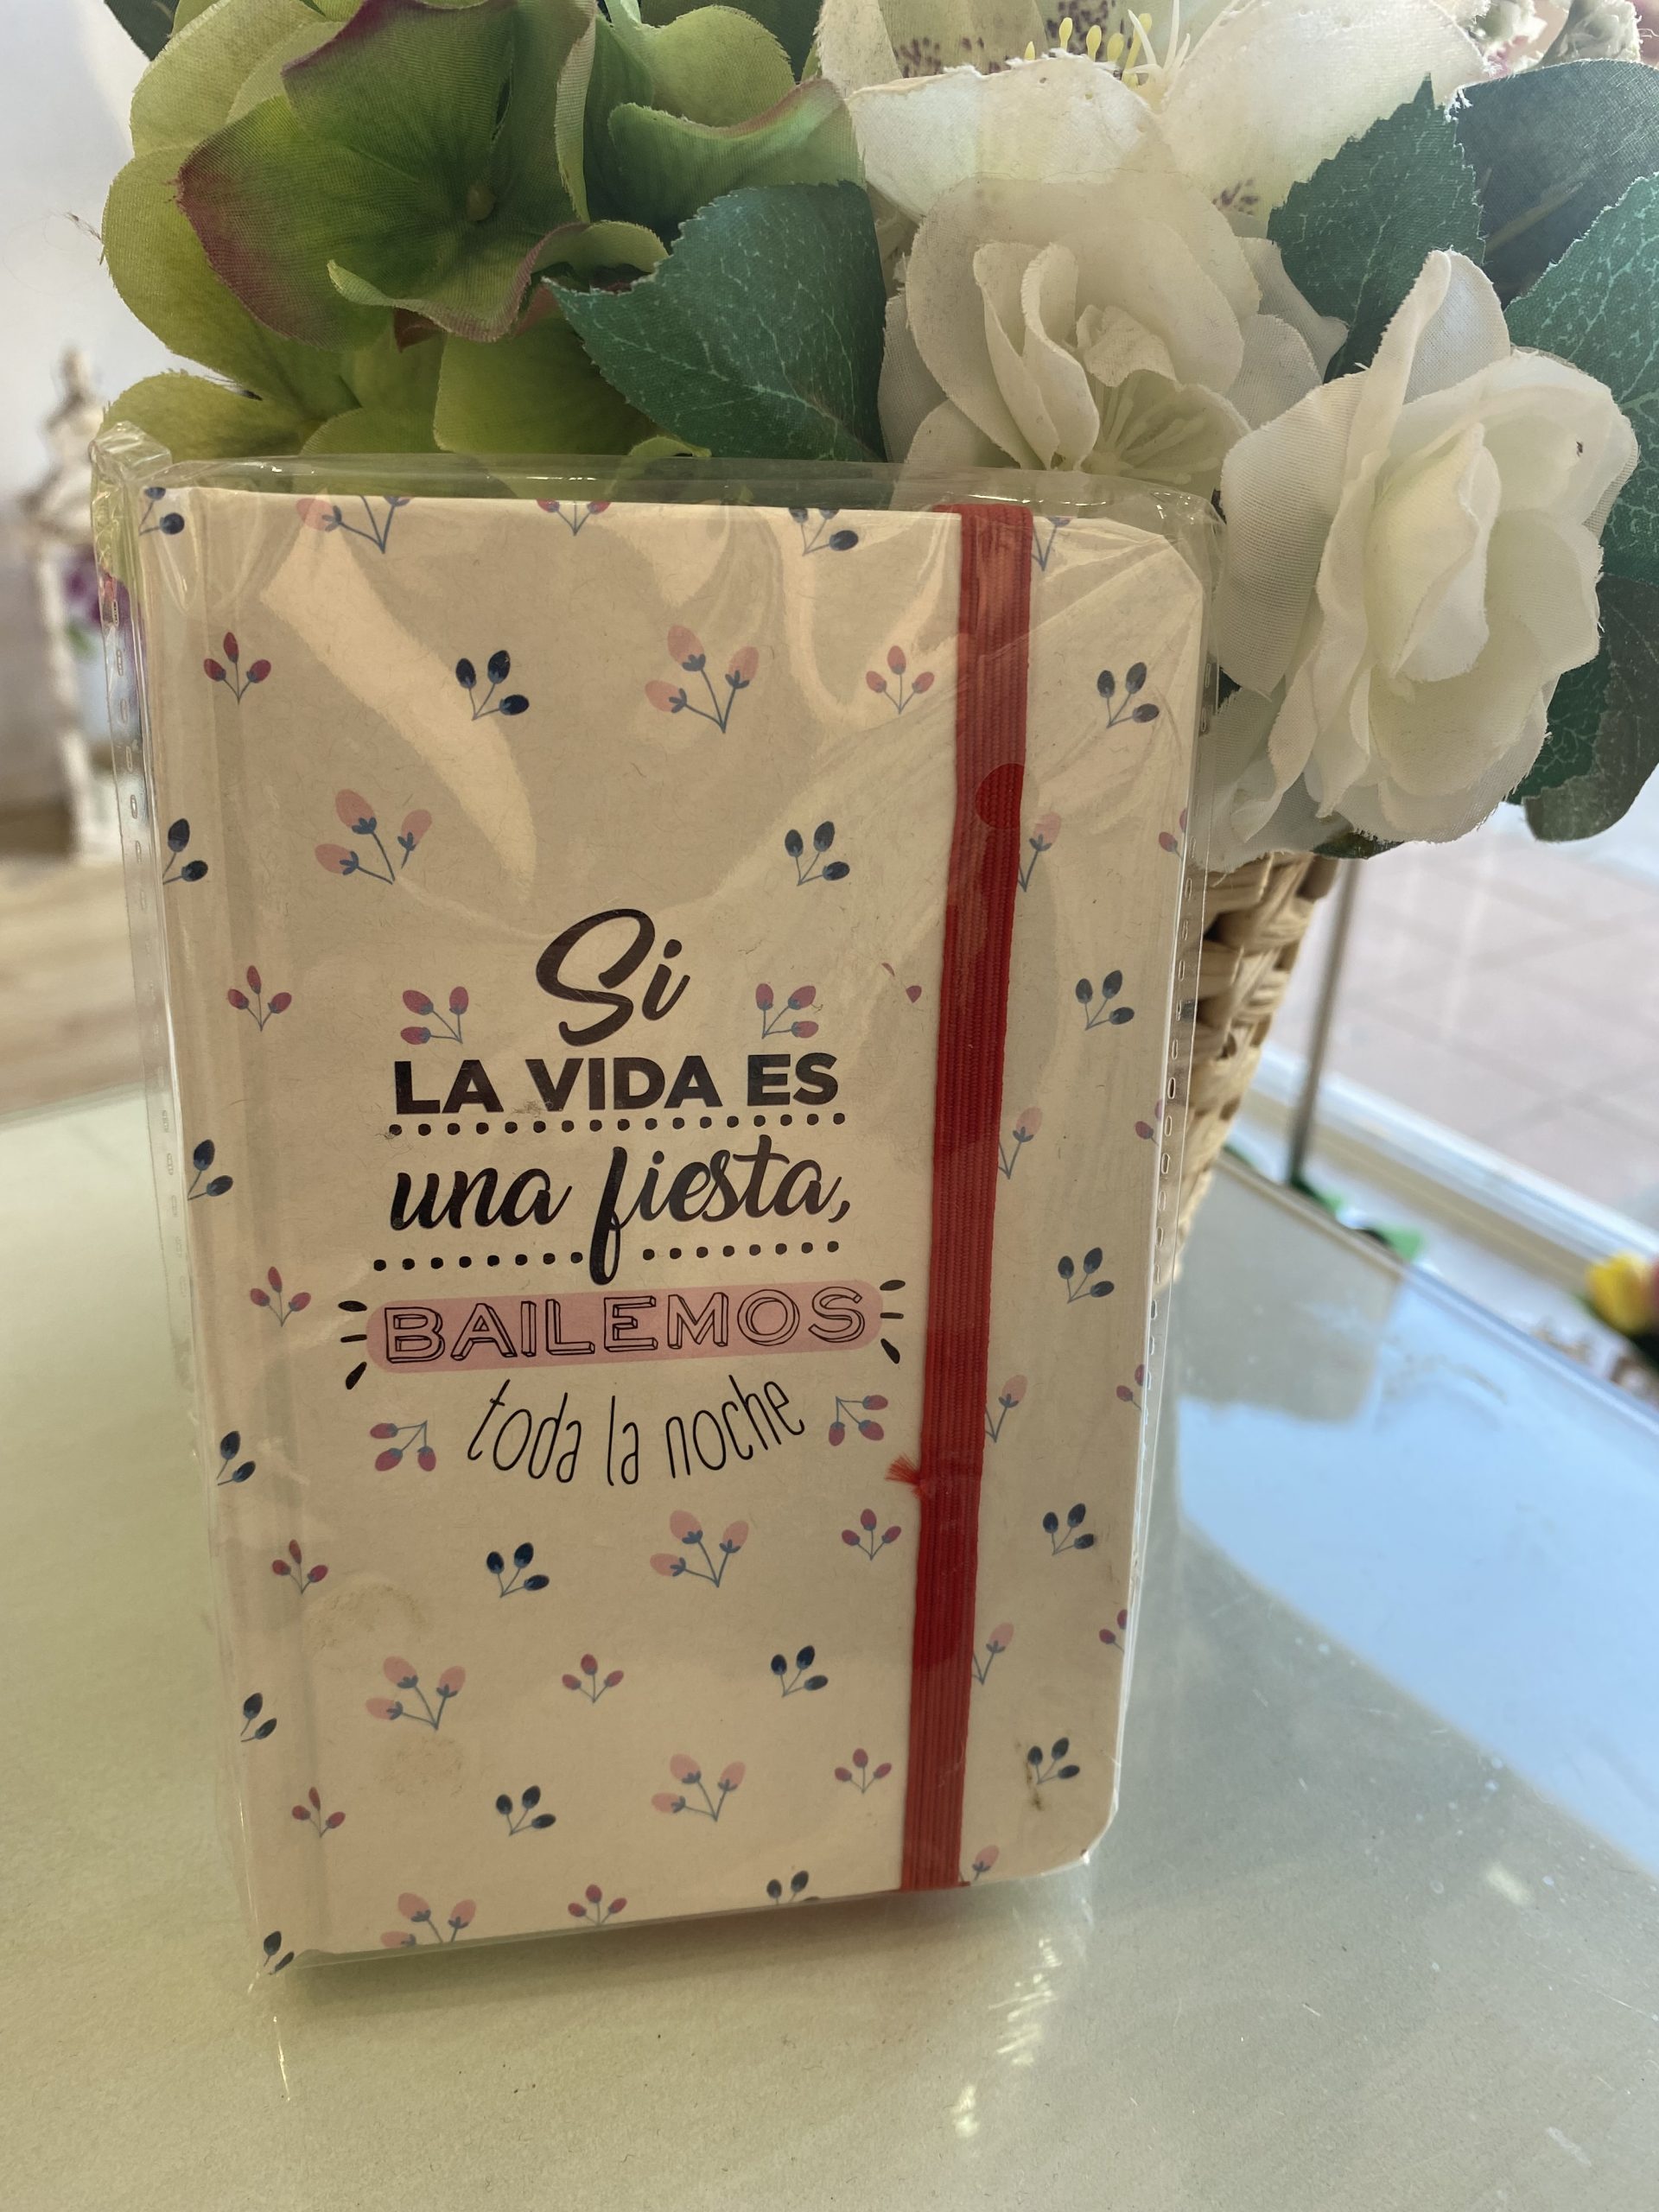 Si
LA VIDA ES
una fiesta,
BAILEMOS
toda la noche